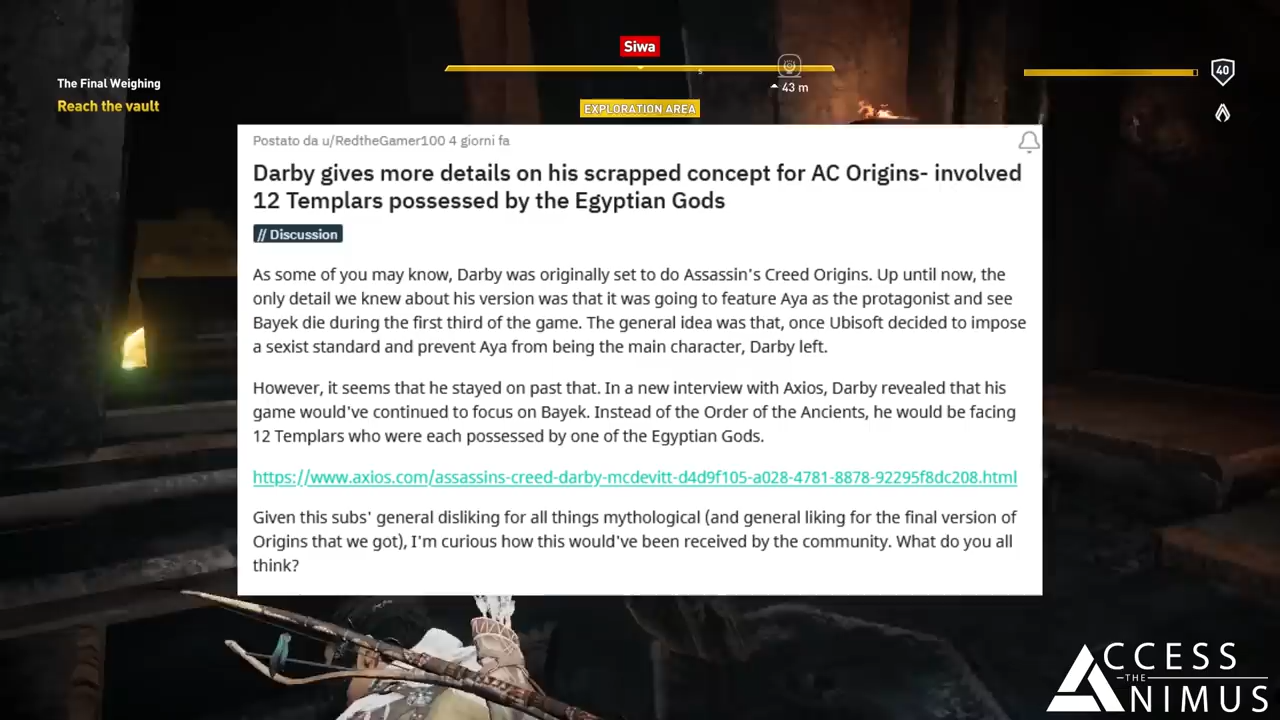 Siwa
The Final Weighing
Reach the vault
s
43 m
40
EXPLORATION AREA
Postato da u/RedtheGamer100 4 giorni fa
Darby gives more details on his scrapped concept for AC Origins- involved
12 Templars possessed by the Egyptian Gods
// Discussion
As some of you may know, Darby was originally set to do Assassin's Creed Origins. Up until now, the
only detail we knew about his version was that it was going to feature Aya as the protagonist and see
Bayek die during the first third of the game. The general idea was that, once Ubisoft decided to impose
a sexist standard and prevent Aya from being the main character, Darby left.
However, it seems that he stayed on past that. In a new interview with Axios, Darby revealed that his
game would've continued to focus on Bayek. Instead of the Order of the Ancients, he would be facing
12 Templars who were each possessed by one of the Egyptian Gods.
https://www.axios.com/assassins-creed-darby-mcdevitt-d4d9f105-a028-4781-8878-92295f8dc208.html
Given this subs' general disliking for all things mythological (and general liking for the final version of
Origins that we got), I'm curious how this would've been received by the community. What do you all
think?
ACCESS
THE
ANIMUS